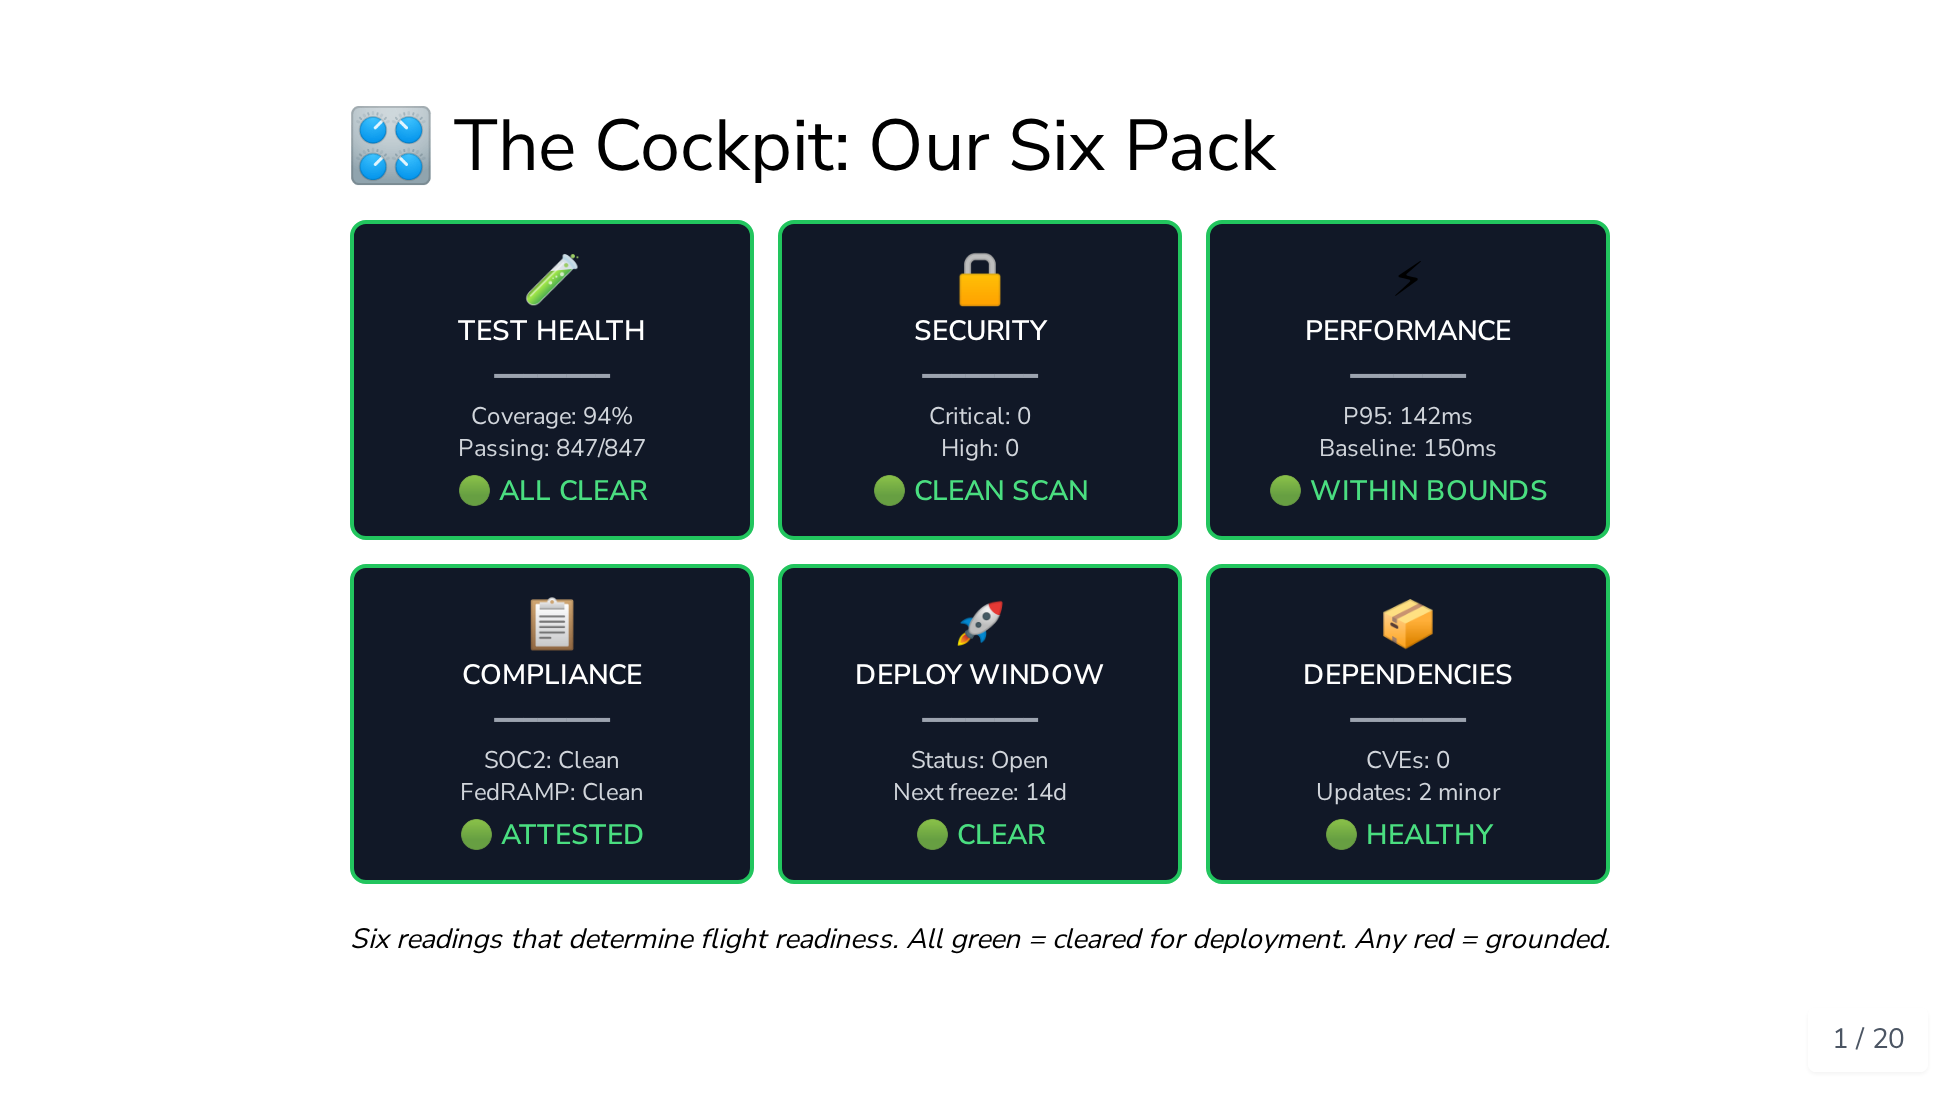 The Cockpit: Our Six Pack
TEST HEALTH
Coverage: 94%
Passing: 847/847
ALL CLEAR
SECURITY
Critical: 0
High: 0
CLEAN SCAN
PERFORMANCE
P95: 142ms
Baseline: 150ms
WITHIN BOUNDS
COMPLIANCE
SOC2: Clean
FedRAMP: Clean
ATTESTED
DEPLOY WINDOW
Status: Open
Next freeze: 14d
CLEAR
DEPENDENCIES
CVEs: 0
Updates: 2 minor
HEALTHY
Six readings that determine flight readiness. All green = cleared for deployment. Any red = grounded.
1 / 20